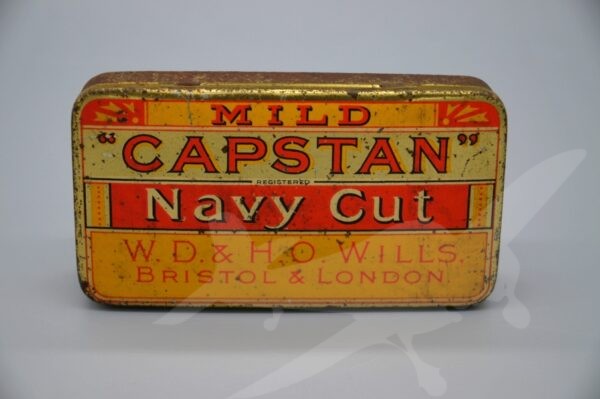 MILD
"CAPSTAN"
REGISTERED
Navy Cut
W.D. & H.O WILLS.
BRISTOL & LONDON